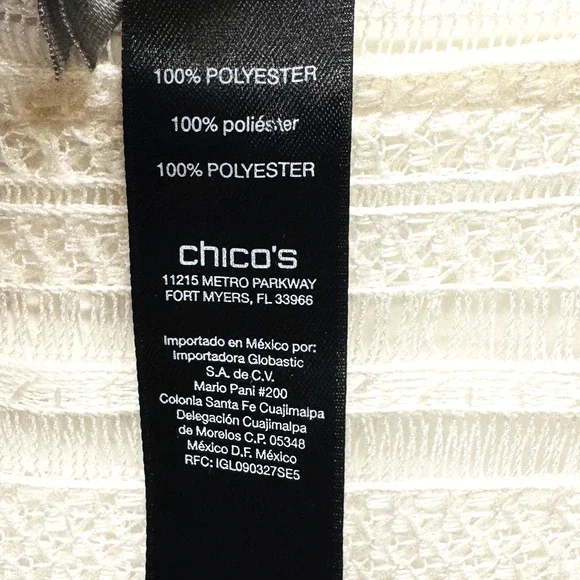 100% POLYESTER
100% poliéster
100% POLYESTER
chico's
11215 METRO PARKWAY
FORT MYERS, FL 33966
Importado en México por:
Importadora Globastic
S.A. de C.V.
Mario Pani #200
Colonia Santa Fe Cuajimalpa
Delegación Cuajimalpa
de Morelos C.P. 05348
México D.F. México
RFC: IGL090327SE5